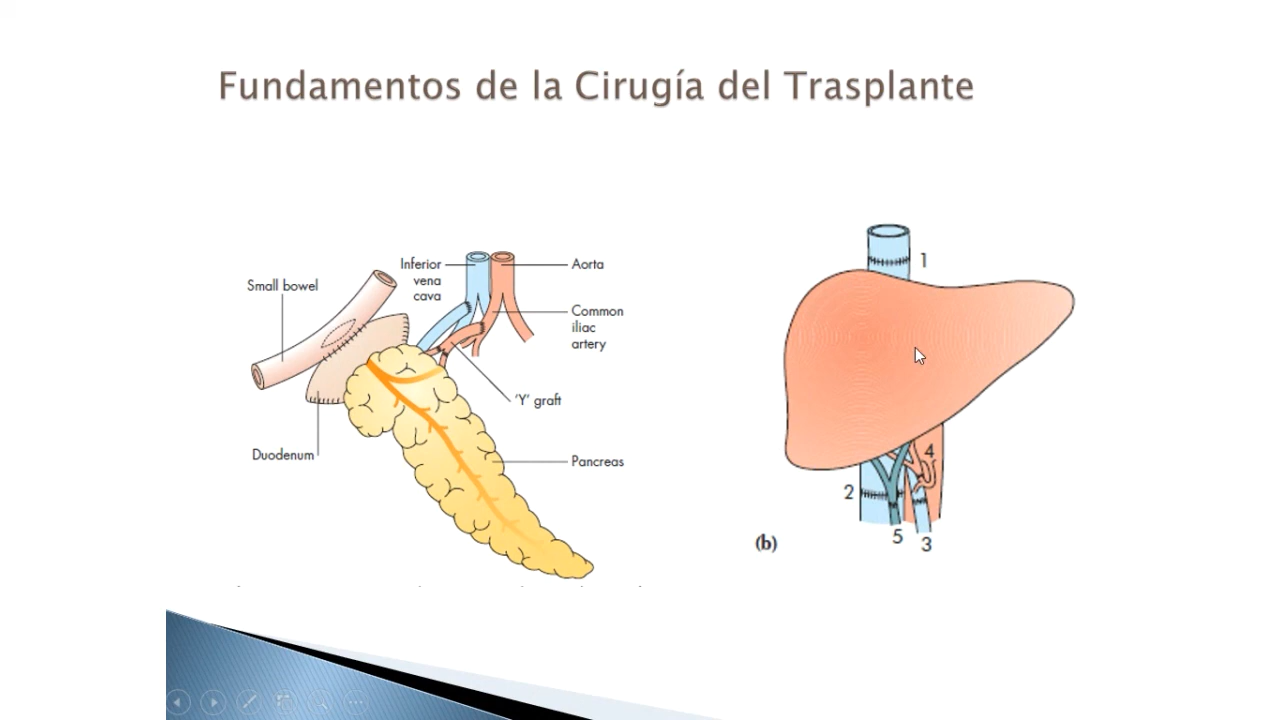 Fundamentos de la Cirugía del Trasplante
Small bowel
Inferior
vena
cava
Aorta
Common
iliac
artery
'Y' graft
Duodenum
Pancreas
1
4
2
5
3
(b)